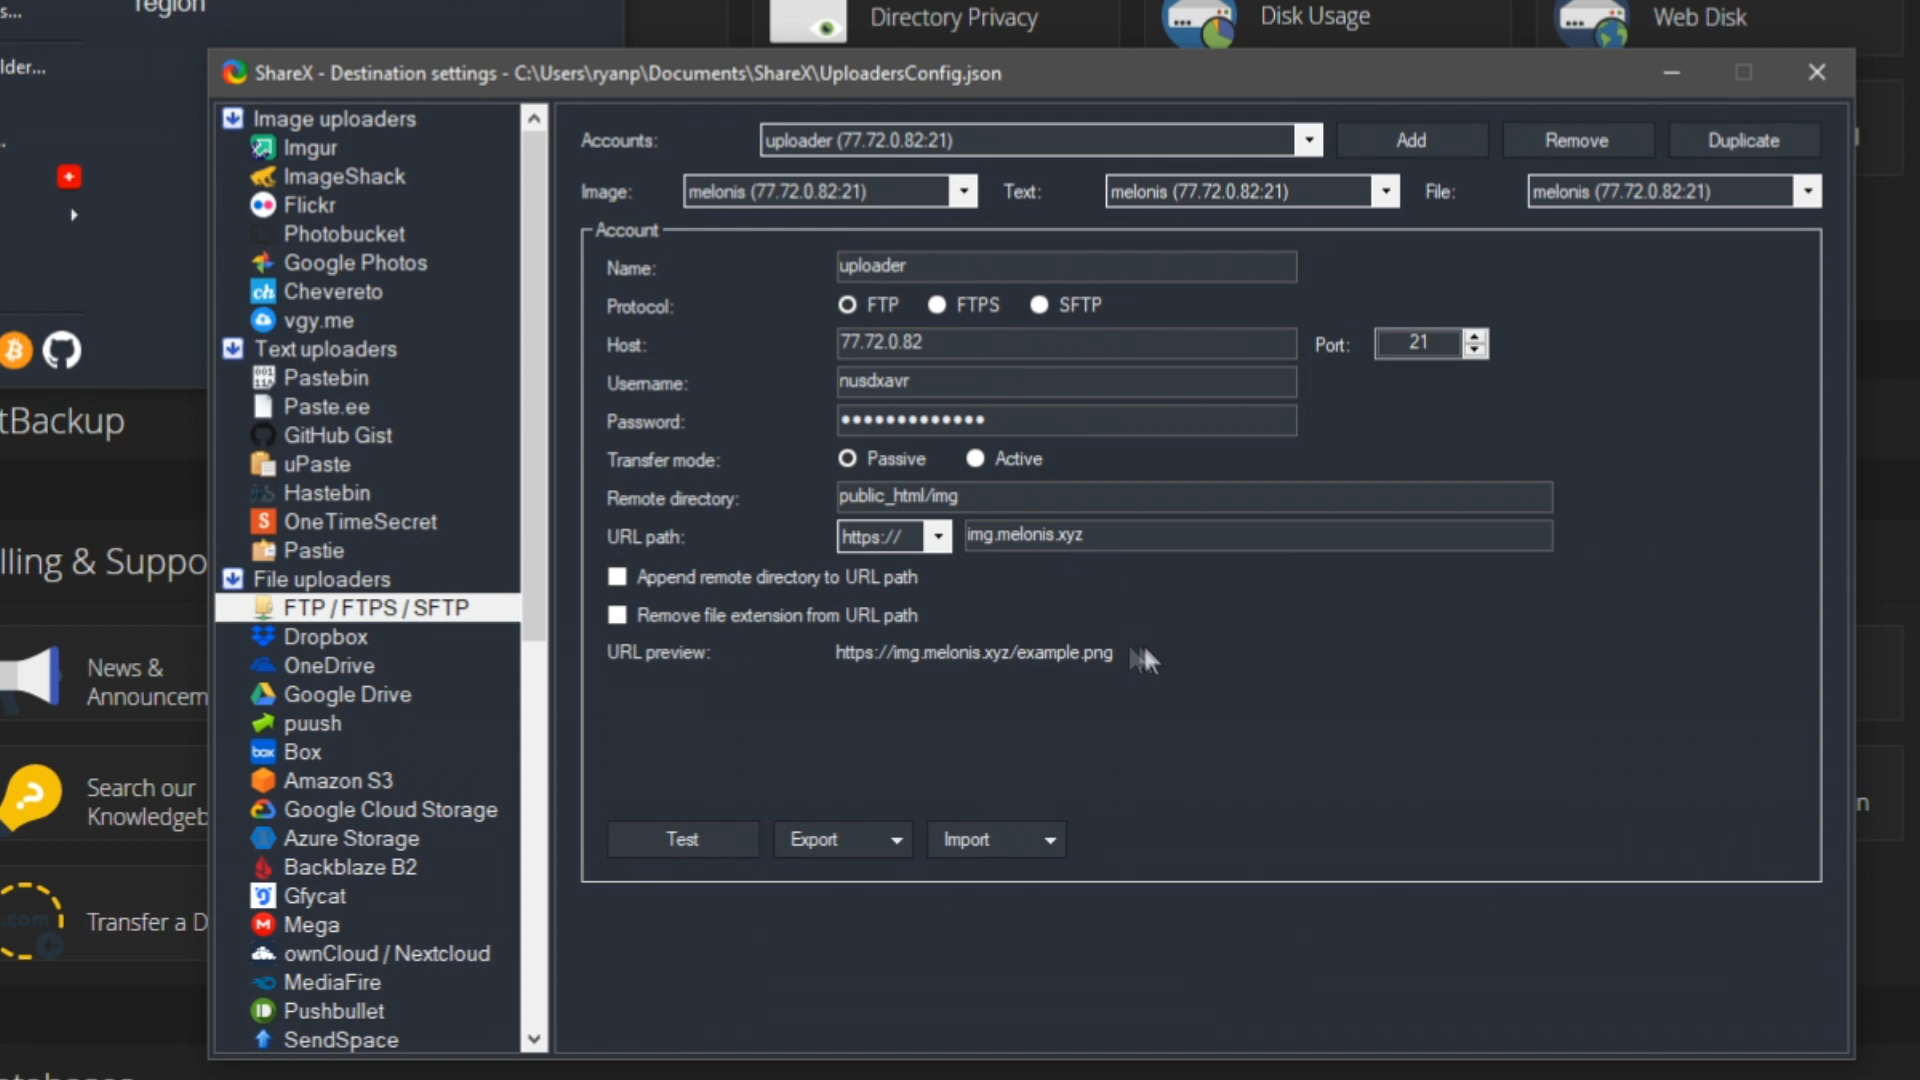 s...
region
lder...
Directory Privacy
Disk Usage
Web Disk
ShareX - Destination settings - C:\Users\ryanp\Documents\ShareX\UploadersConfig.json
Image uploaders
Imgur
ImageShack
Flickr
Photobucket
Google Photos
ch Chevereto
vgy.me
Text uploaders
Pastebin
Paste.ee
GitHub Gist
uPaste
Hastebin
OneTimeSecret
Pastie
File uploaders
FTP / FTPS / SFTP
Dropbox
OneDrive
Google Drive
puush
box Box
Amazon S3
Google Cloud Storage
Azure Storage
Backblaze B2
Gfycat
Mega
ownCloud / Nextcloud
MediaFire
Pushbullet
SendSpace
Accounts: uploader (77.72.0.82:21) Add Remove Duplicate
Image: melonis (77.72.0.82:21) Text: melonis (77.72.0.82:21) File: melonis (77.72.0.82:21)
Account
Name: uploader
Protocol: FTP FTPS SFTP
Host: 77.72.0.82 Port: 21
Username: nusdxavr
Password: •••••••••••••
Transfer mode: Passive Active
Remote directory: public_html/img
URL path: https:// img.melonis.xyz
Append remote directory to URL path
Remove file extension from URL path
URL preview: https://img.melonis.xyz/example.png
Test Export Import
tBackup
lling & Suppo
News &
Announcem
Search our
Knowledgeb
.com
Transfer a D
n